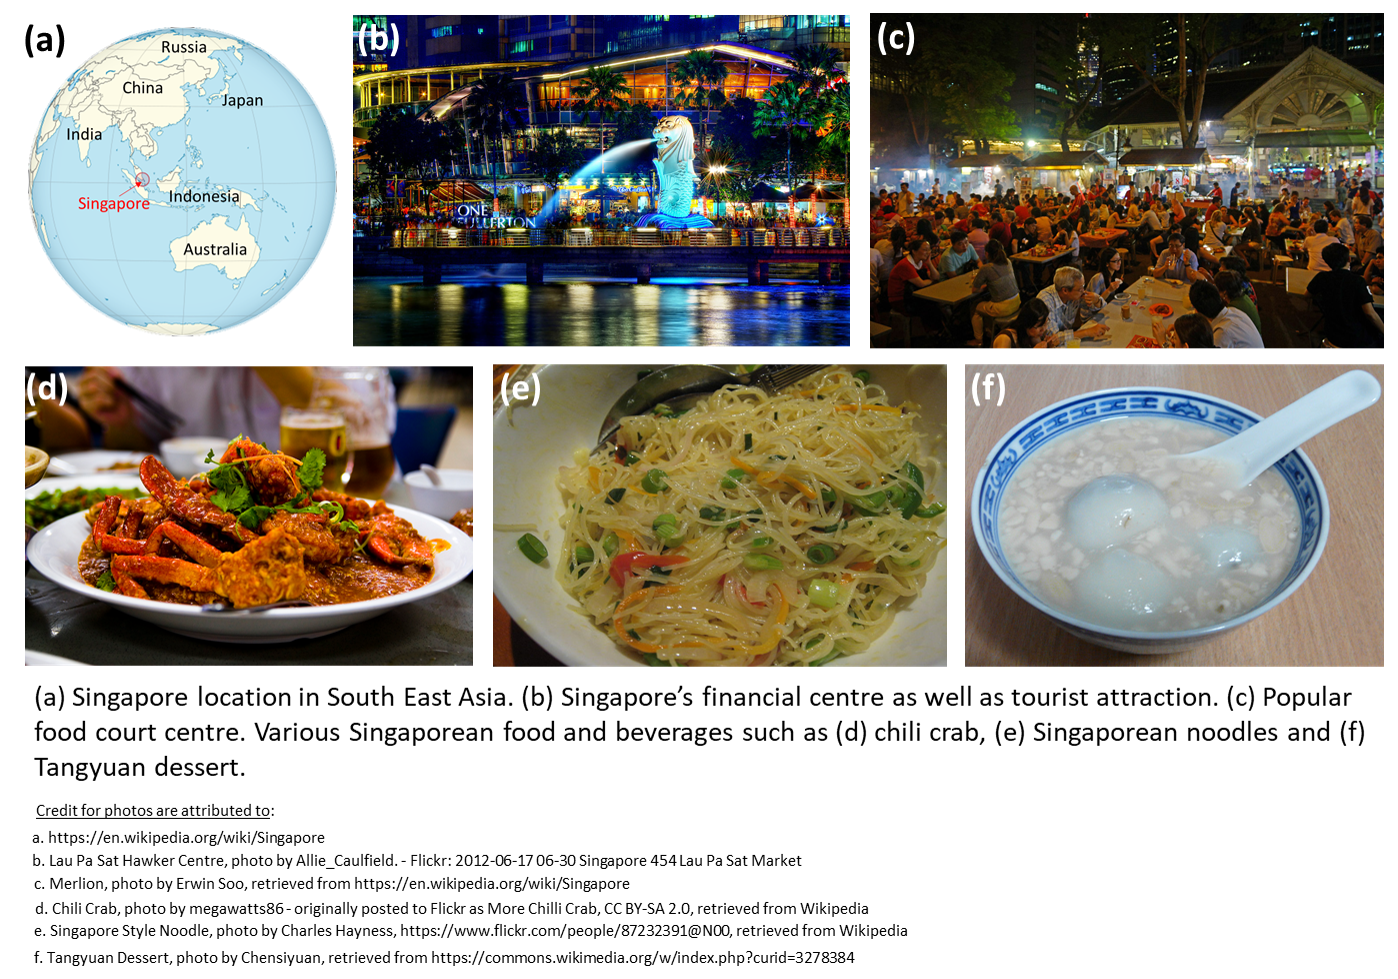 (a)
Russia
China
Japan
India
Singapore
Indonesia
Australia
(b)
ONE
FULLERTON
(c)
(d)
(e)
(f)
(a) Singapore location in South East Asia. (b) Singapore’s financial centre as well as tourist attraction. (c) Popular
food court centre. Various Singaporean food and beverages such as (d) chili crab, (e) Singaporean noodles and (f)
Tangyuan dessert.
Credit for photos are attributed to:
a. https://en.wikipedia.org/wiki/Singapore
b. Lau Pa Sat Hawker Centre, photo by Allie_Caulfield. - Flickr: 2012-06-17 06-30 Singapore 454 Lau Pa Sat Market
c. Merlion, photo by Erwin Soo, retrieved from https://en.wikipedia.org/wiki/Singapore
d. Chili Crab, photo by megawatts86 - originally posted to Flickr as More Chilli Crab, CC BY-SA 2.0, retrieved from Wikipedia
e. Singapore Style Noodle, photo by Charles Hayness, https://www.flickr.com/people/87232391@N00, retrieved from Wikipedia
f. Tangyuan Dessert, photo by Chensiyuan, retrieved from https://commons.wikimedia.org/w/index.php?curid=3278384